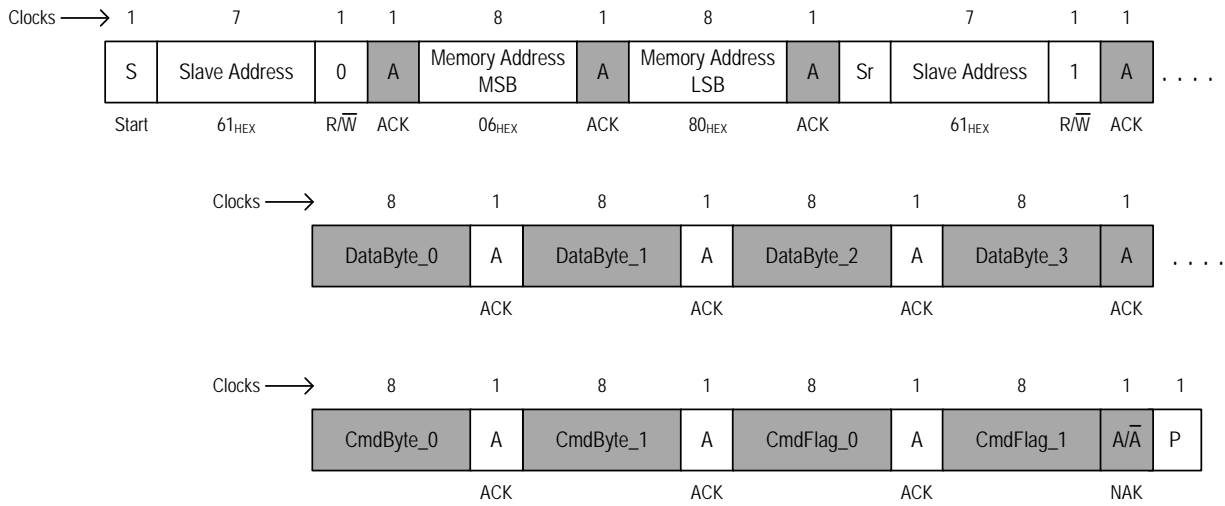 Clocks 1 7 1 1 8 1 8 1 7 1 1
S Slave Address 0 A Memory Address MSB A Memory Address LSB A Sr Slave Address 1 A . . . .
Start 61HEX R/W̅ ACK 06HEX ACK 80HEX ACK 61HEX R/W̅ ACK
Clocks 8 1 8 1 8 1 8 1
DataByte_0 A DataByte_1 A DataByte_2 A DataByte_3 A . . . .
ACK ACK ACK ACK
Clocks 8 1 8 1 8 1 8 1 1
CmdByte_0 A CmdByte_1 A CmdFlag_0 A CmdFlag_1 A/A̅ P
ACK ACK ACK NAK